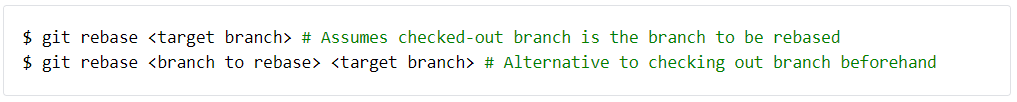 $ git rebase <target branch> # Assumes checked-out branch is the branch to be rebased
$ git rebase <branch to rebase> <target branch> # Alternative to checking out branch beforehand